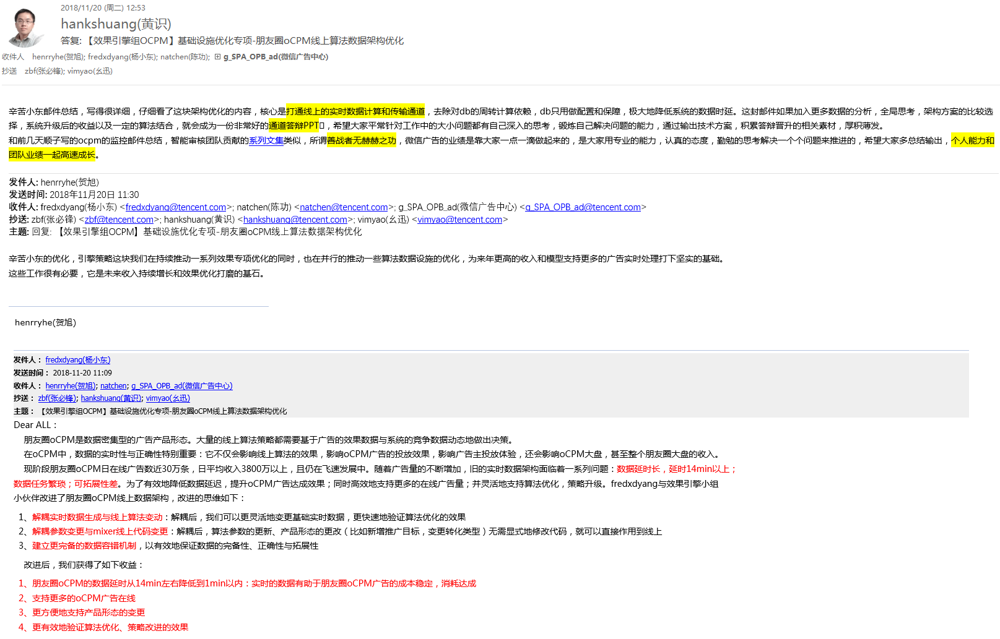 2018/11/20 (周二) 12:53
hankshuang(黄识)
答复: 【效果引擎组OCPM】基础设施优化专项-朋友圈oCPM线上算法数据架构优化
收件人 henrryhe(贺旭); fredxdyang(杨小东); natchen(陈功); g_SPA_OPB_ad(微信广告中心)
抄送 zbf(张必锋); vimyao(幺迅)
辛苦小东邮件总结，写得很详细，仔细看了这块架构优化的内容，核心是打通线上的实时数据计算和传输通道，去除对db的周转计算依赖，db只用做配置和保障，极大地降低系统的数据时延。这封邮件如果加入更多数据的分析，全局思考，架构方案的比较选
择，系统升级后的收益以及一定的算法结合，就会成为一份非常好的通道答辩PPT，希望大家平常针对工作中的大小问题都有自己深入的思考，锻炼自己解决问题的能力，通过输出技术方案，积累答辩晋升的相关素材，厚积薄发。
和前几天顺子写的ocpm的监控邮件总结，智能审核团队贡献的系列文集类似，所谓善战者无赫赫之功，微信广告的业绩是靠大家一点一滴做起来的，是大家用专业的能力，认真的态度，勤勉的思考解决一个个问题来推进的，希望大家多总结输出，个人能力和
团队业绩一起高速成长。
发件人: henrryhe(贺旭)
发送时间: 2018年11月20日 11:30
收件人: fredxdyang(杨小东) <fredxdyang@tencent.com>; natchen(陈功) <natchen@tencent.com>; g_SPA_OPB_ad(微信广告中心) <g_SPA_OPB_ad@tencent.com>
抄送: zbf(张必锋) <zbf@tencent.com>; hankshuang(黄识) <hankshuang@tencent.com>; vimyao(幺迅) <vimyao@tencent.com>
主题: 回复: 【效果引擎组OCPM】基础设施优化专项-朋友圈oCPM线上算法数据架构优化
辛苦小东的优化，引擎策略这块我们在持续推动一系列效果专项优化的同时，也在并行的推动一些算法数据设施的优化，为来年更高的收入和模型支持更多的广告实时处理打下坚实的基础。
这些工作很有必要，它是未来收入持续增长和效果优化打磨的基石。
henrryhe(贺旭)
发件人： fredxdyang(杨小东)
发送时间： 2018-11-20 11:09
收件人： henrryhe(贺旭); natchen; g_SPA_OPB_ad(微信广告中心)
抄送： zbf(张必锋); hankshuang(黄识); vimyao(幺迅)
主题： 【效果引擎组OCPM】基础设施优化专项-朋友圈oCPM线上算法数据架构优化
Dear ALL：
朋友圈oCPM是数据密集型的广告产品形态。大量的线上算法策略都需要基于广告的效果数据与系统的竞争数据动态地做出决策。
在oCPM中，数据的实时性与正确性特别重要：它不仅会影响线上算法的效果，影响oCPM广告的投放效果，影响广告主投放体验，还会影响oCPM大盘，甚至整个朋友圈大盘的收入。
现阶段朋友圈oCPM日在线广告数近30万条，日平均收入3800万以上，且仍在飞速发展中。随着广告量的不断增加，旧的实时数据架构面临着一系列问题：数据延时长，延时14min以上；
数据任务繁琐；可拓展性差。为了有效地降低数据延迟，提升oCPM广告达成效果；同时高效地支持更多的在线广告量；并灵活地支持算法优化，策略升级。fredxdyang与效果引擎小组
小伙伴改进了朋友圈oCPM线上数据架构，改进的思维如下：
1、解耦实时数据生成与线上算法变动：解耦后，我们可以更灵活地变更基础实时数据，更快速地验证算法优化的效果
2、解耦参数变更与mixer线上代码变更：解耦后，算法参数的更新、产品形态的更改（比如新增推广目标，变更转化类型）无需显式地修改代码，就可以直接作用到线上
3、建立更完备的数据容错机制，以有效地保证数据的完备性、正确性与拓展性
改进后，我们获得了如下收益：
1、朋友圈oCPM的数据延时从14min左右降低到1min以内：实时的数据有助于朋友圈oCPM广告的成本稳定，消耗达成
2、支持更多的oCPM广告在线
3、更方便地支持产品形态的变更
4、更有效地验证算法优化、策略改进的效果